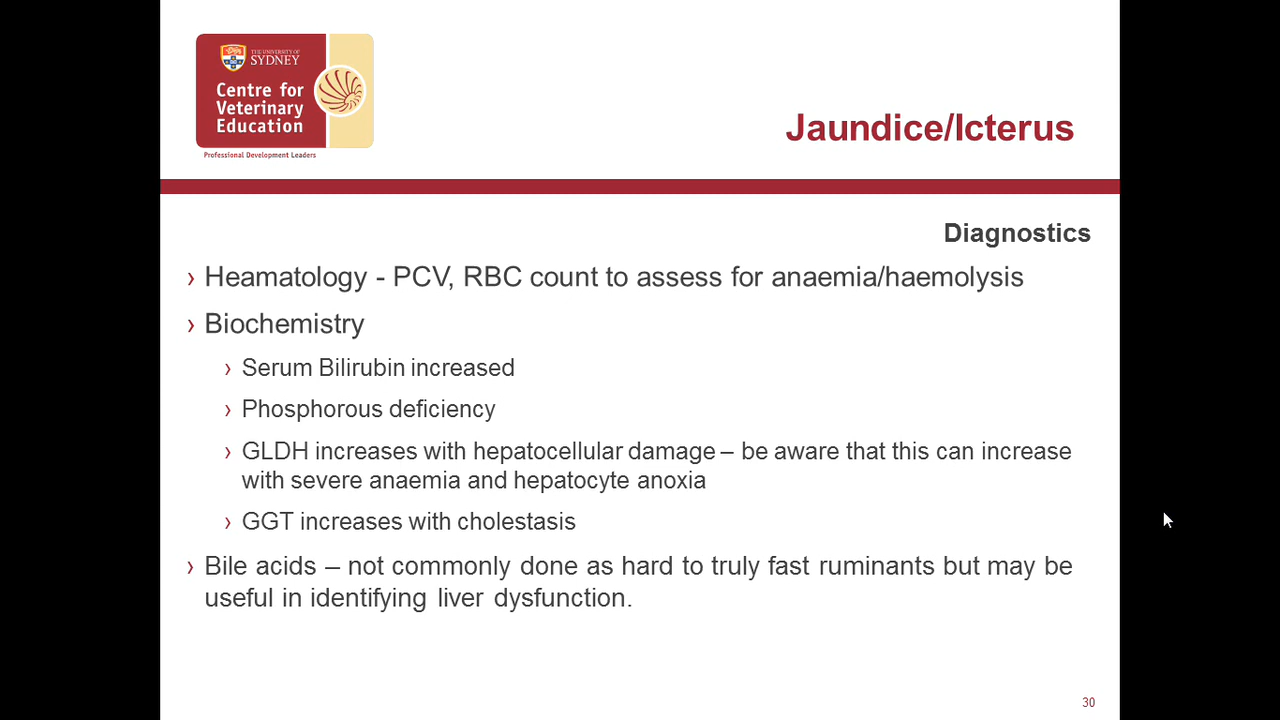 THE UNIVERSITY OF
SYDNEY
Centre for
Veterinary
Education
Professional Development Leaders
Jaundice/Icterus
Diagnostics
› Heamatology - PCV, RBC count to assess for anaemia/haemolysis
› Biochemistry
› Serum Bilirubin increased
› Phosphorous deficiency
› GLDH increases with hepatocellular damage – be aware that this can increase
with severe anaemia and hepatocyte anoxia
› GGT increases with cholestasis
› Bile acids – not commonly done as hard to truly fast ruminants but may be
useful in identifying liver dysfunction.
30